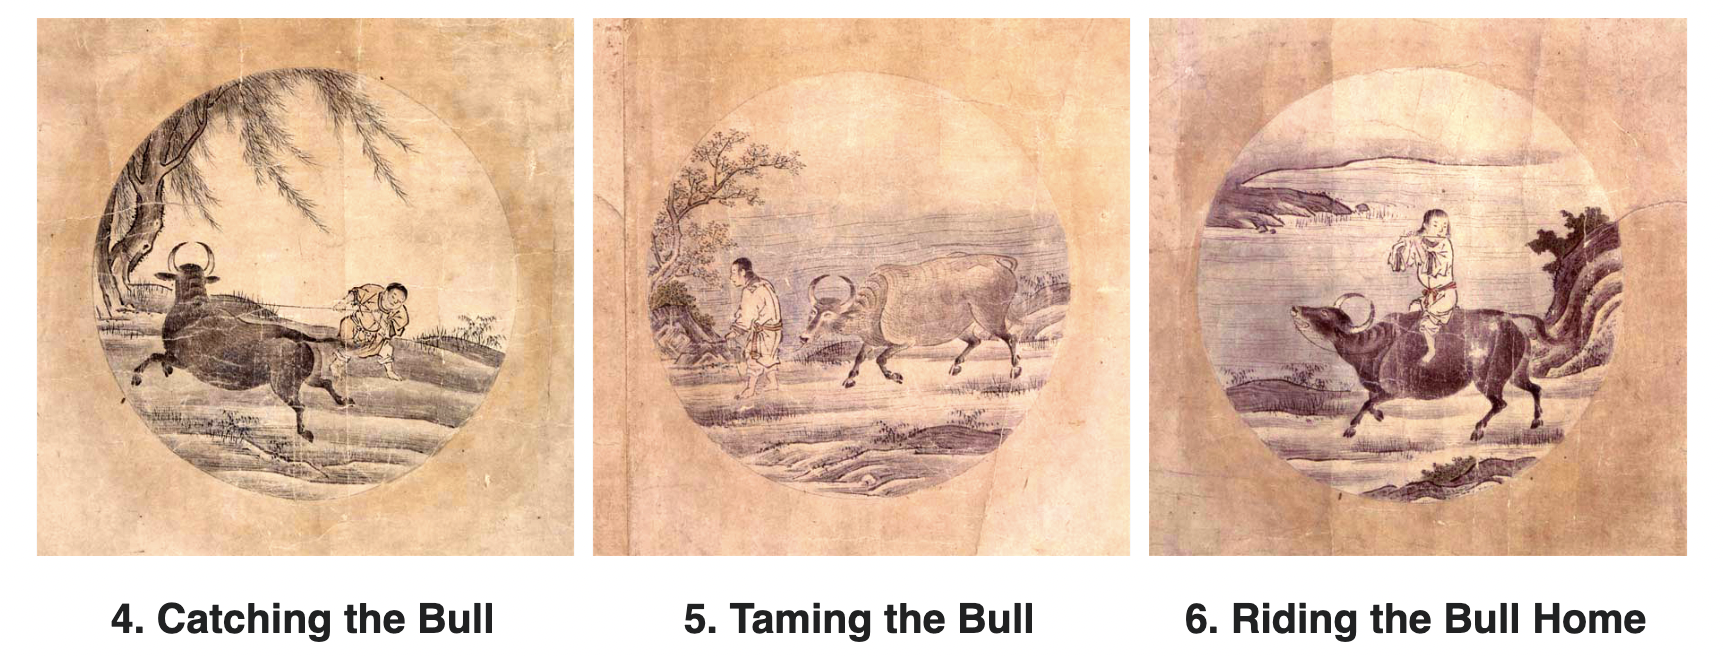 4. Catching the Bull
5. Taming the Bull
6. Riding the Bull Home